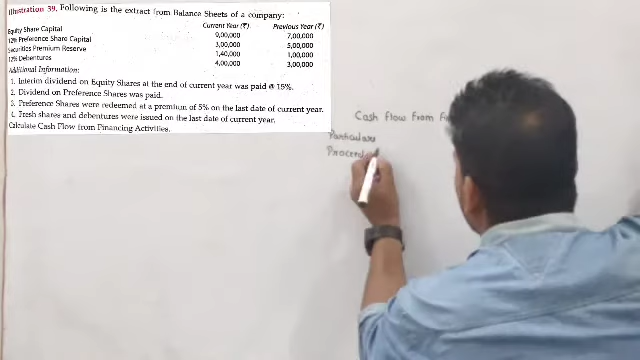 Illustration 39. Following is the extract from Balance Sheets of a company:
Current Year (₹) Previous Year (₹)
Equity Share Capital 9,00,000 7,00,000
12% Preference Share Capital 3,00,000 5,00,000
Securities Premium Reserve 1,40,000 1,00,000
12% Debentures 4,00,000 3,00,000
Additional Information:
1. Interim dividend on Equity Shares at the end of current year was paid @ 15%.
2. Dividend on Preference Shares was paid.
3. Preference Shares were redeemed at a premium of 5% on the last date of current year.
4. Fresh shares and debentures were issued on the last date of current year.
Calculate Cash Flow from Financing Activities.
Cash Flow From
Particulars